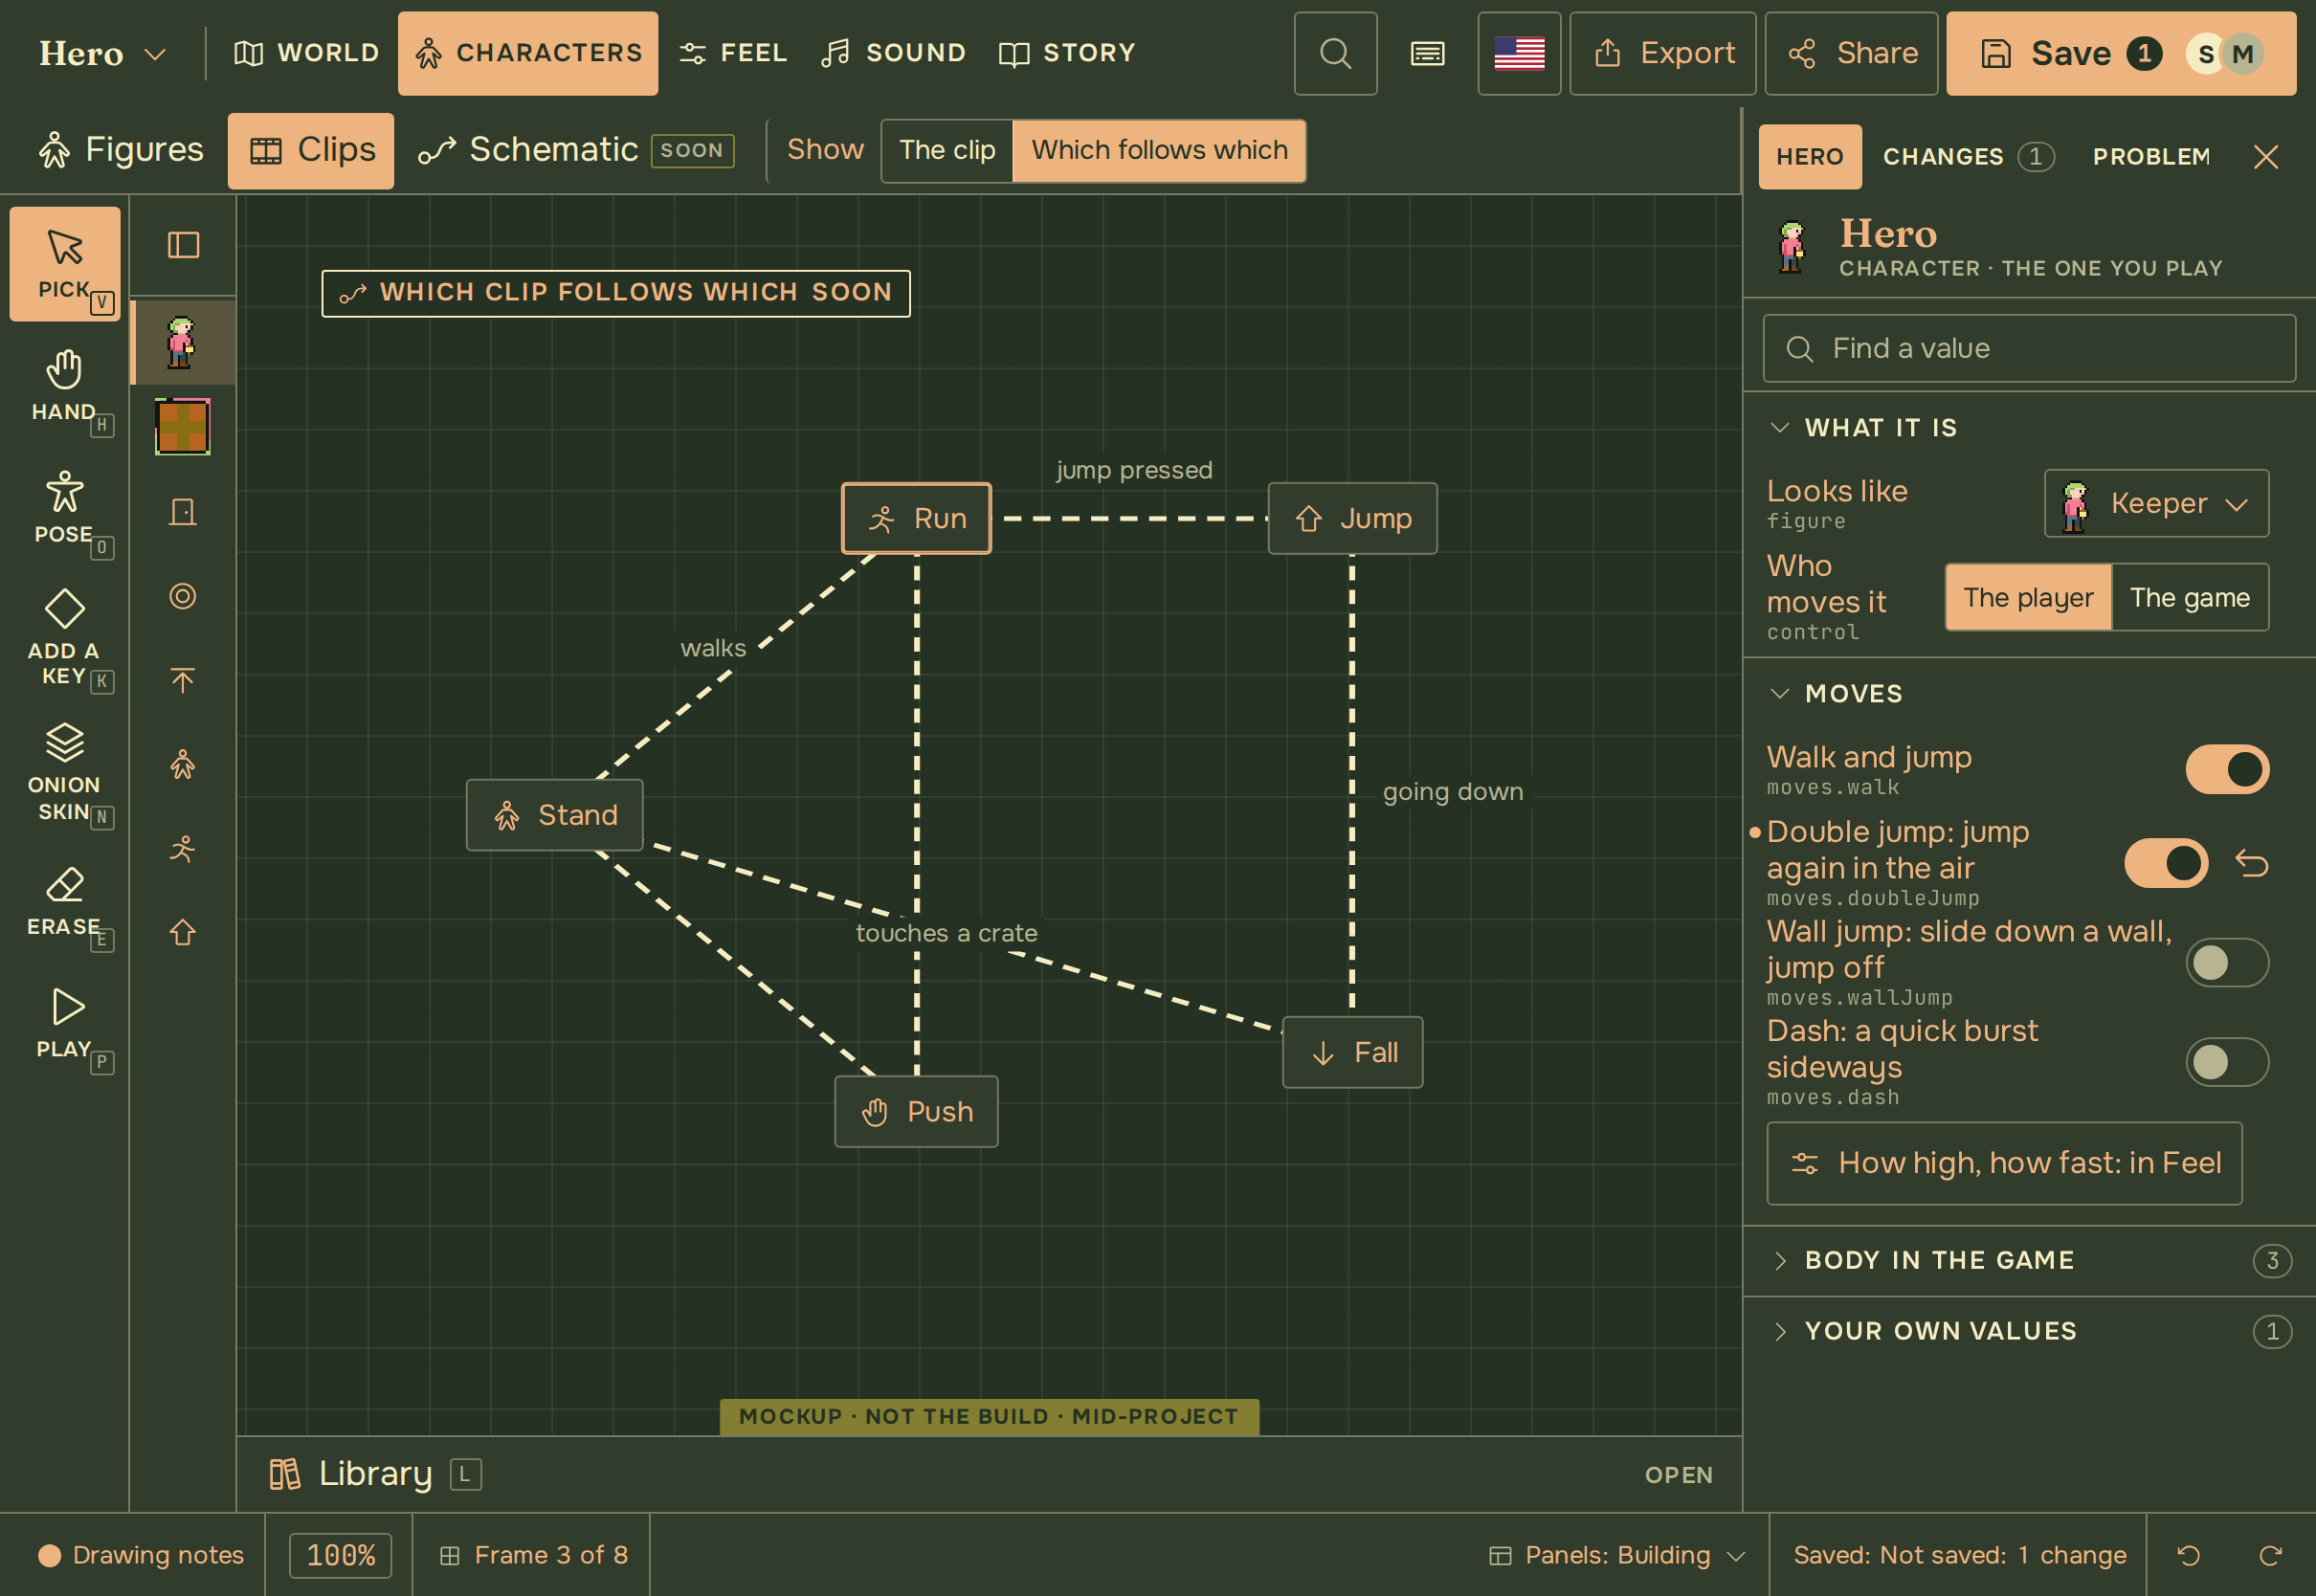 Hero
WORLD
CHARACTERS
FEEL
SOUND
STORY
Export
Share
Save 1 S M
Figures
Clips
Schematic SOON
Show
The clip
Which follows which
HERO
CHANGES 1
PROBLEM
Hero
CHARACTER · THE ONE YOU PLAY
Find a value
PICK V
HAND H
POSE O
ADD A
KEY K
ONION
SKIN N
ERASE E
PLAY P
WHICH CLIP FOLLOWS WHICH SOON
Run
jump pressed
Jump
walks
Stand
going down
touches a crate
Fall
Push
WHAT IT IS
Looks like
figure
Keeper
Who
moves it
control
The player
The game
MOVES
Walk and jump
moves.walk
Double jump: jump
again in the air
moves.doubleJump
Wall jump: slide down a wall,
jump off
moves.wallJump
Dash: a quick burst
sideways
moves.dash
How high, how fast: in Feel
BODY IN THE GAME 3
YOUR OWN VALUES 1
MOCKUP · NOT THE BUILD · MID-PROJECT
Library L
OPEN
Drawing notes
100%
Frame 3 of 8
Panels: Building
Saved: Not saved: 1 change